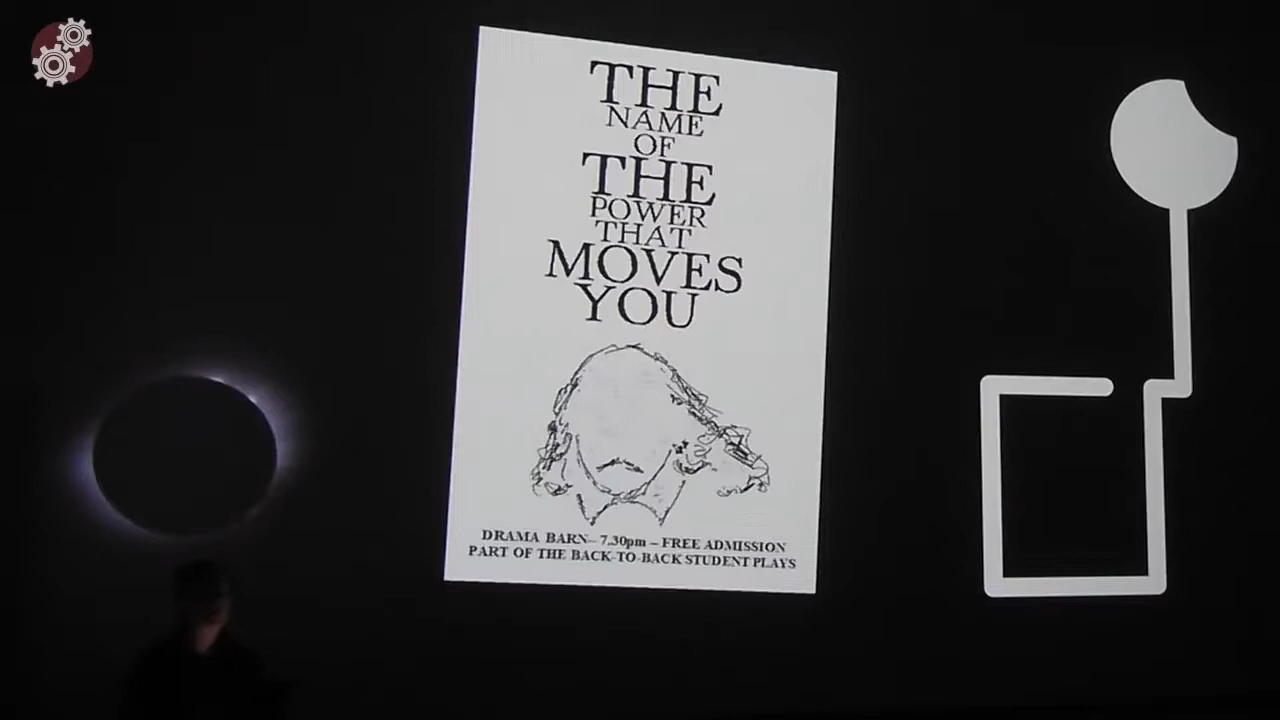 THE
NAME
OF
THE
POWER
THAT
MOVES
YOU
DRAMA BARN– 7.30pm – FREE ADMISSION
PART OF THE BACK-TO-BACK STUDENT PLAYS